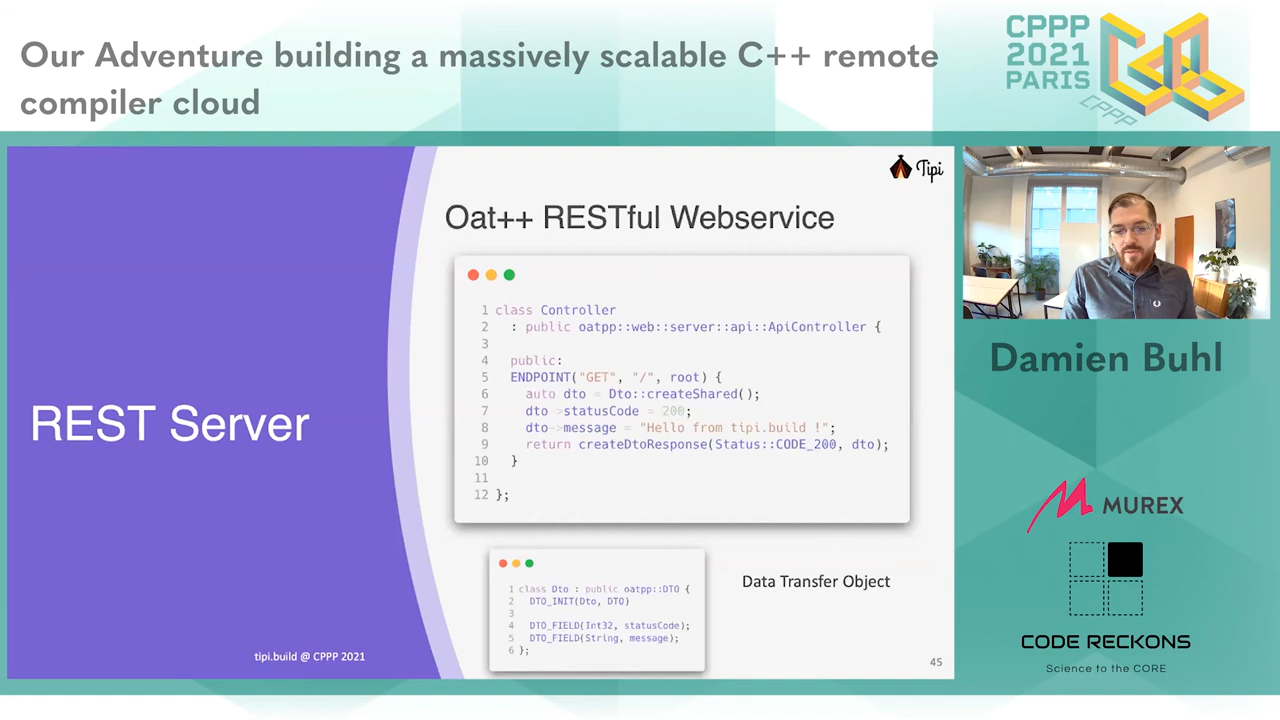 Our Adventure building a massively scalable C++ remote
compiler cloud
CPPP
2021
PARIS
CPPP
Tipi
REST Server
Oat++ RESTful Webservice
1 class Controller
2 : public oatpp::web::server::api::ApiController {
3
4 public:
5 ENDPOINT("GET", "/", root) {
6 auto dto = Dto::createShared();
7 dto->statusCode = 200;
8 dto->message = "Hello from tipi.build !";
9 return createDtoResponse(Status::CODE_200, dto);
10 }
11
12 };
1 class Dto : public oatpp::DTO {
2 DTO_INIT(Dto, DTO)
3
4 DTO_FIELD(Int32, statusCode);
5 DTO_FIELD(String, message);
6 };
Data Transfer Object
tipi.build @ CPPP 2021
45
Damien Buhl
MUREX
CODE RECKONS
Science to the CORE